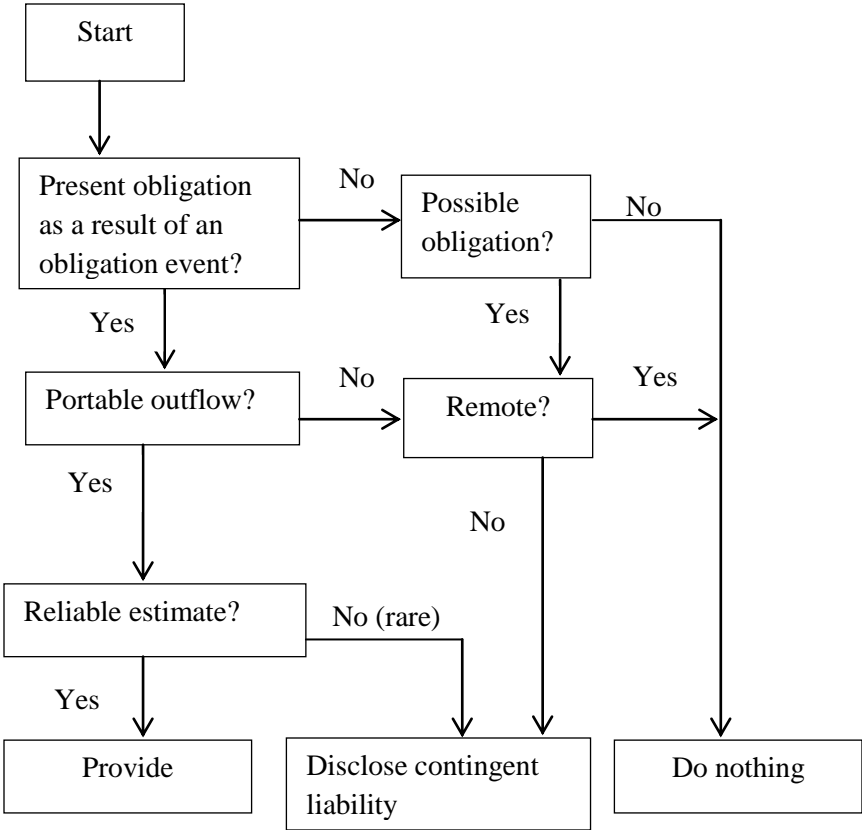 Start
Present obligation
as a result of an
obligation event?
No
Possible
obligation?
No
Yes
Yes
Portable outflow?
No
Remote?
Yes
Yes
No
Reliable estimate?
No (rare)
Yes
Provide
Disclose contingent
liability
Do nothing